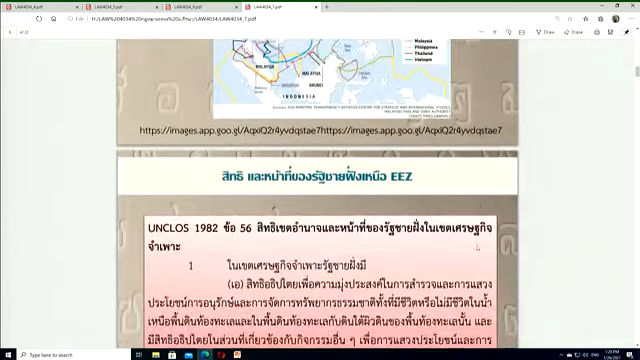 LAW4034_4.pdf
LAW4034_5.pdf
LAW4034_6.pdf
LAW4034_7.pdf
Draw
Erase
Malaysia
Philippines
Thailand
Vietnam
MALAYSIA
MALAYSIA
SINGAPORE
BRUNEI
INDONESIA
https://images.app.goo.gl/AqxiQ2r4yvdqstae7https://images.app.goo.gl/AqxiQ2r4yvdqstae7
สิทธิ และหน้าที่ของรัฐชายฝั่งเหนือ EEZ
UNCLOS 1982 ข้อ 56 สิทธิเขตอำนาจและหน้าที่ของรัฐชายฝั่งในเขตเศรษฐกิจ
จำเพาะ
1 ในเขตเศรษฐกิจจำเพาะรัฐชายฝั่งมี
(เอ) สิทธิอธิปไตยเพื่อความมุ่งประสงค์ในการสำรวจและการแสวง
ประโยชน์การอนุรักษ์และการจัดการทรัพยากรธรรมชาติทั้งที่มีชีวิตหรือไม่มีชีวิตในน้ำ
เหนือพื้นดินท้องทะเลและในพื้นดินท้องทะเลกับดินใต้ผิวดินของพื้นท้องทะเลนั้น และ
มีสิทธิอธิปไตยในส่วนที่เกี่ยวข้องกับกิจกรรมอื่น ๆ เพื่อการแสวงประโยชน์และการ
Type here to search
1:28 PM
1/26/2021